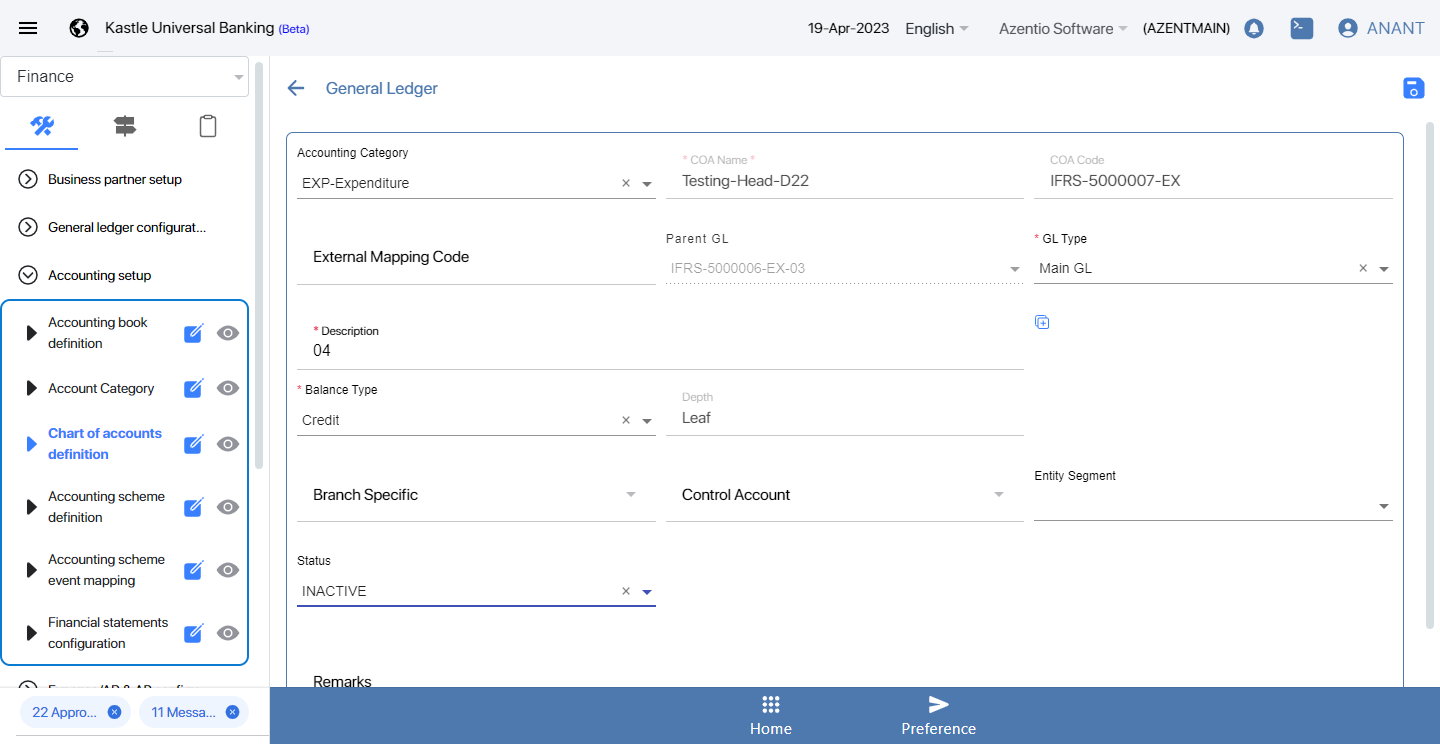 Kastle Universal Banking (Beta)
19-Apr-2023
English
Azentio Software
(AZENTMAIN)
ANANT
Finance
Business partner setup
General ledger configurat...
Accounting setup
Accounting book
definition
Account Category
Chart of accounts
definition
Accounting scheme
definition
Accounting scheme
event mapping
Financial statements
configuration
22 Appro...
11 Messa...
General Ledger
Accounting Category
EXP-Expenditure
* COA Name *
Testing-Head-D22
COA Code
IFRS-5000007-EX
External Mapping Code
Parent GL
IFRS-5000006-EX-03
* GL Type
Main GL
* Description
04
* Balance Type
Credit
Depth
Leaf
Branch Specific
Control Account
Entity Segment
Status
INACTIVE
Remarks
Home
Preference